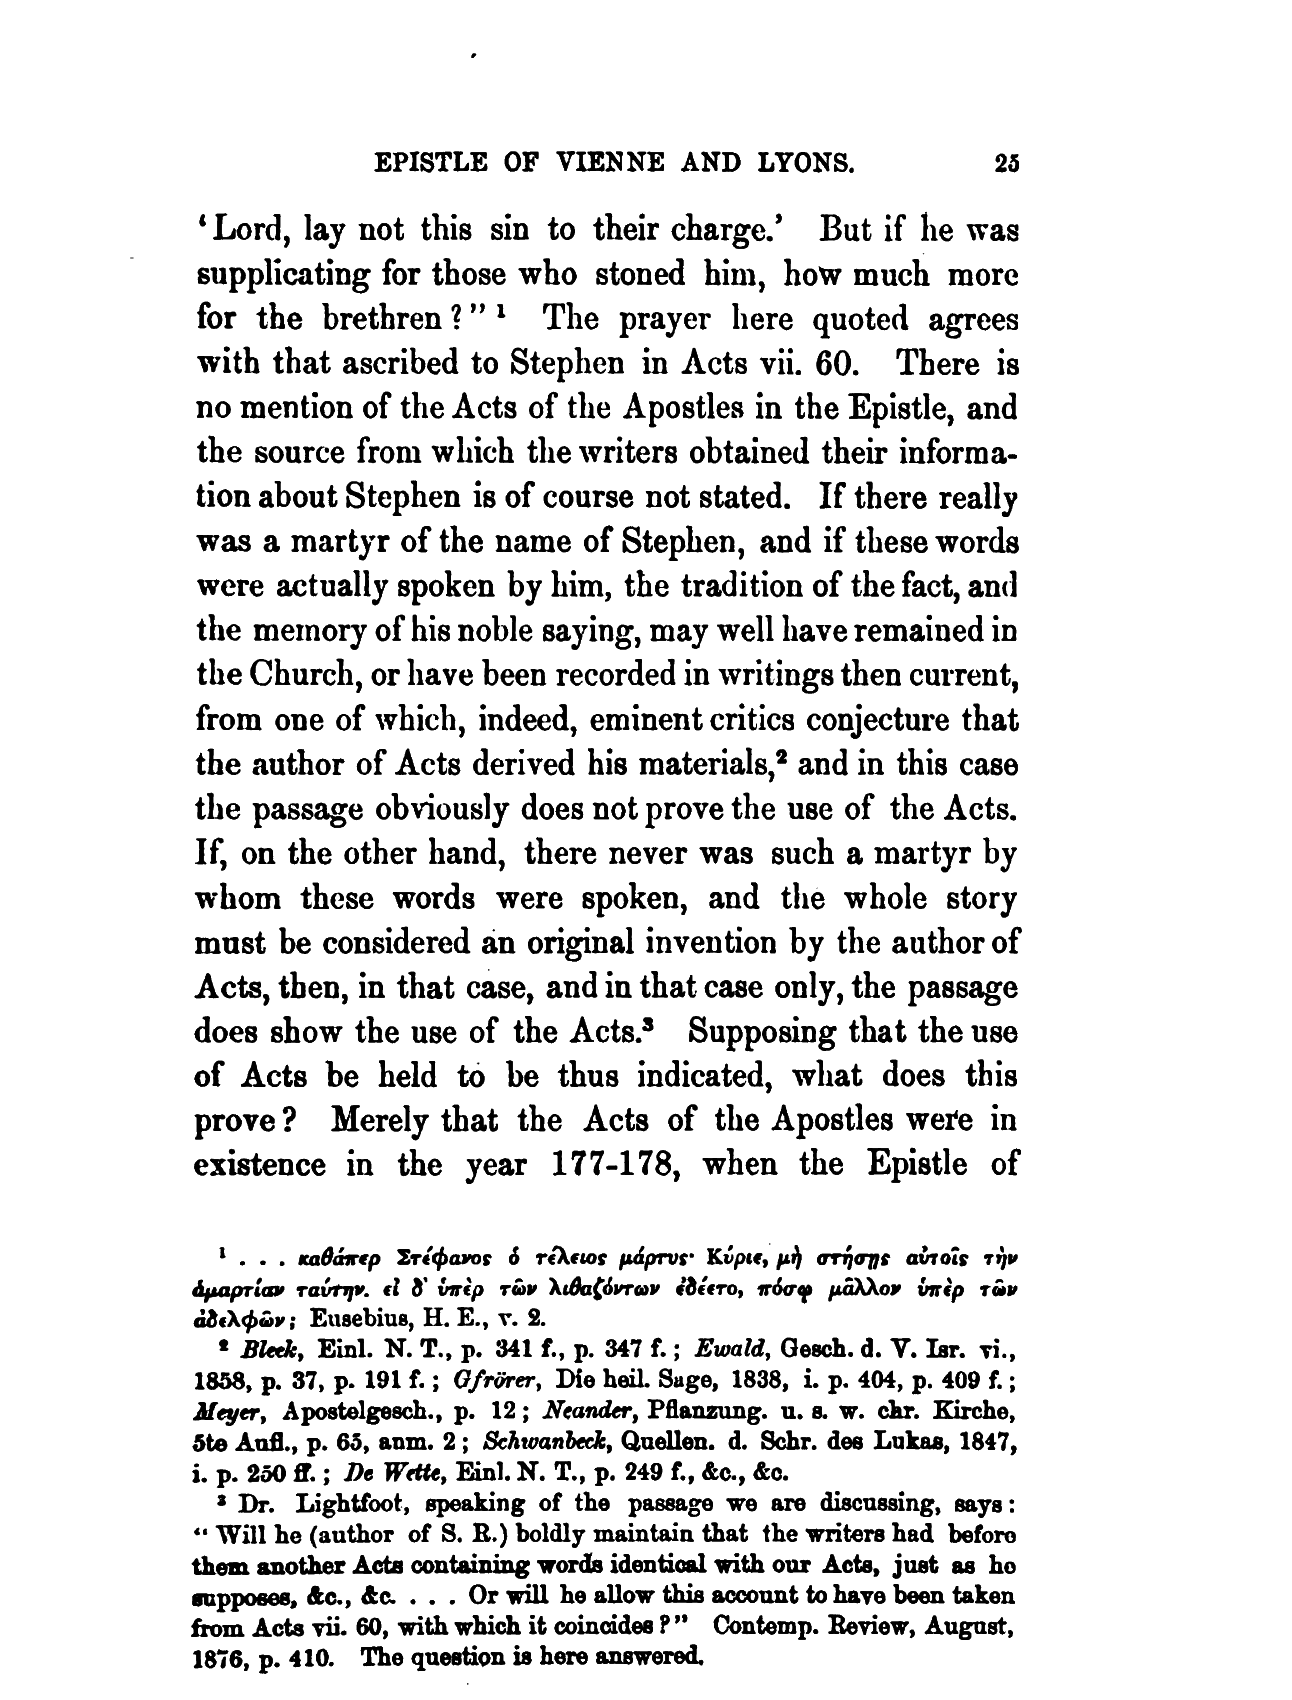 EPISTLE OF VIENNE AND LYONS. 25
‘Lord, lay not this sin to their charge.’ But if he was
supplicating for those who stoned him, how much more
for the brethren?” ¹ The prayer here quoted agrees
with that ascribed to Stephen in Acts vii. 60. There is
no mention of the Acts of the Apostles in the Epistle, and
the source from which the writers obtained their informa-
tion about Stephen is of course not stated. If there really
was a martyr of the name of Stephen, and if these words
were actually spoken by him, the tradition of the fact, and
the memory of his noble saying, may well have remained in
the Church, or have been recorded in writings then current,
from one of which, indeed, eminent critics conjecture that
the author of Acts derived his materials,² and in this case
the passage obviously does not prove the use of the Acts.
If, on the other hand, there never was such a martyr by
whom these words were spoken, and the whole story
must be considered an original invention by the author of
Acts, then, in that case, and in that case only, the passage
does show the use of the Acts.³ Supposing that the use
of Acts be held to be thus indicated, what does this
prove? Merely that the Acts of the Apostles were in
existence in the year 177-178, when the Epistle of
¹ . . . καθάπερ Στέφανος ὁ τέλειος μάρτυς· Κύριε, μὴ στήσῃς αὐτοῖς τὴν
ἁμαρτίαν ταύτην. εἰ δ᾽ ὑπὲρ τῶν λιθαζόντων ἐδέετο, πόσῳ μᾶλλον ὑπὲρ τῶν
ἀδελφῶν; Eusebius, H. E., v. 2.
² Bleek, Einl. N. T., p. 341 f., p. 347 f.; Ewald, Gesch. d. V. Isr. vi.,
1858, p. 37, p. 191 f.; Gfrörer, Die heil. Sage, 1838, i. p. 404, p. 409 f.;
Meyer, Apostelgesch., p. 12; Neander, Pflanzung. u. s. w. chr. Kirche,
5te Aufl., p. 65, anm. 2; Schwanbeck, Quellen. d. Schr. des Lukas, 1847,
i. p. 250 ff.; De Wette, Einl. N. T., p. 249 f., &c., &c.
³ Dr. Lightfoot, speaking of the passage we are discussing, says:
“Will he (author of S. R.) boldly maintain that the writers had before
them another Acts containing words identical with our Acts, just as he
supposes, &c., &c. . . . Or will he allow this account to have been taken
from Acts vii. 60, with which it coincides?” Contemp. Review, August,
1876, p. 410. The question is here answered.